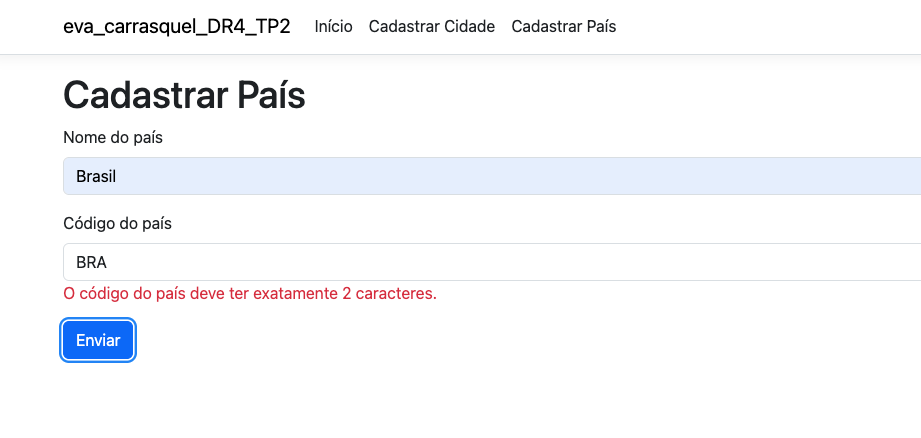 eva_carrasquel_DR4_TP2 Início Cadastrar Cidade Cadastrar País
Cadastrar País
Nome do país
Brasil
Código do país
BRA
O código do país deve ter exatamente 2 caracteres.
Enviar